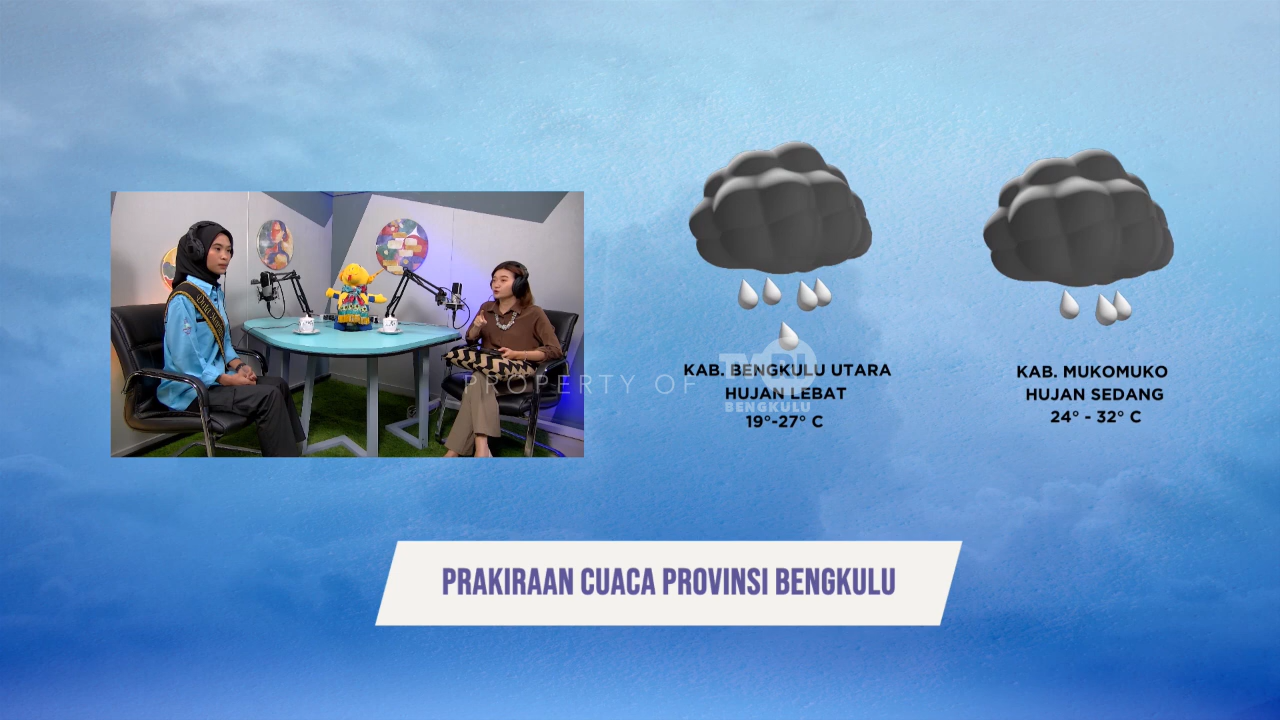 KAB. BENGKULU UTARA
HUJAN LEBAT
19°-27° C
KAB. MUKOMUKO
HUJAN SEDANG
24° - 32° C
PROPERTY OF
TVRI
BENGKULU
PRAKIRAAN CUACA PROVINSI BENGKULU